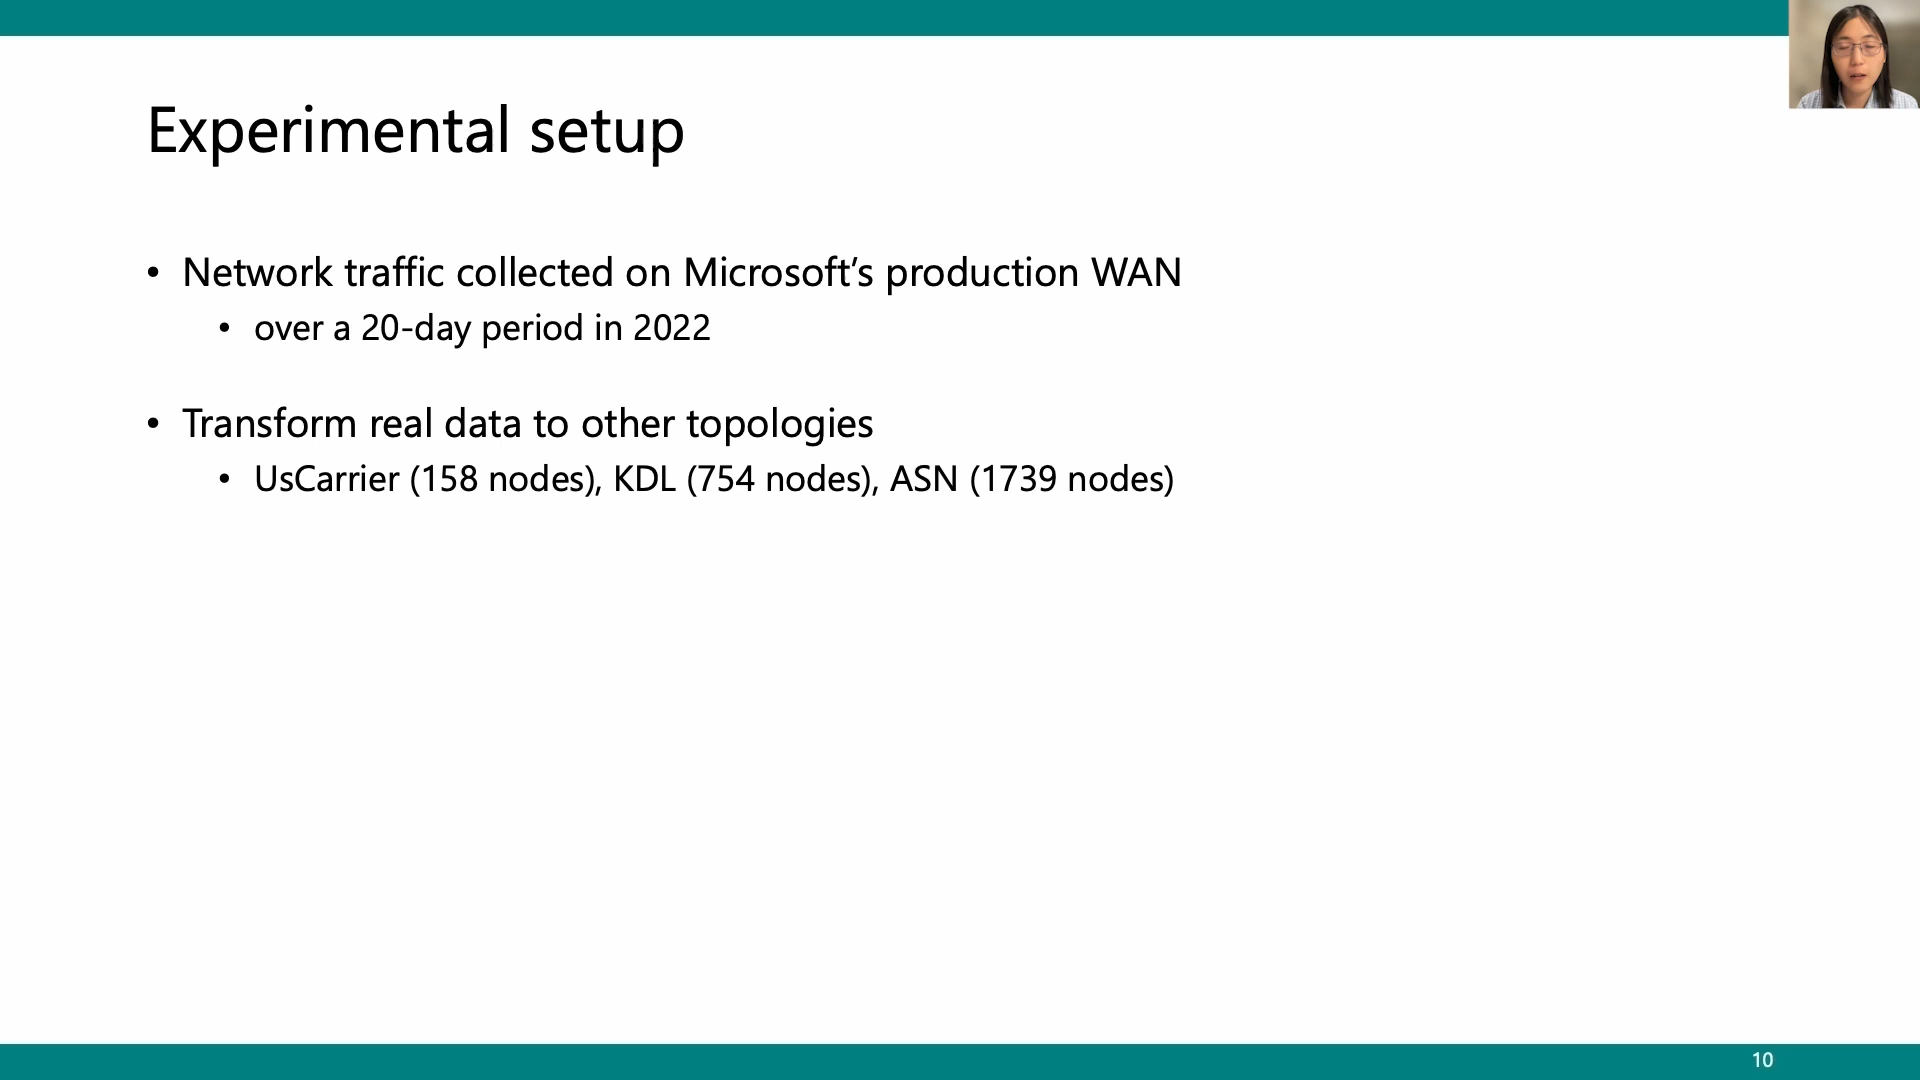 Experimental setup
• Network traffic collected on Microsoft’s production WAN
• over a 20-day period in 2022
• Transform real data to other topologies
• UsCarrier (158 nodes), KDL (754 nodes), ASN (1739 nodes)
10